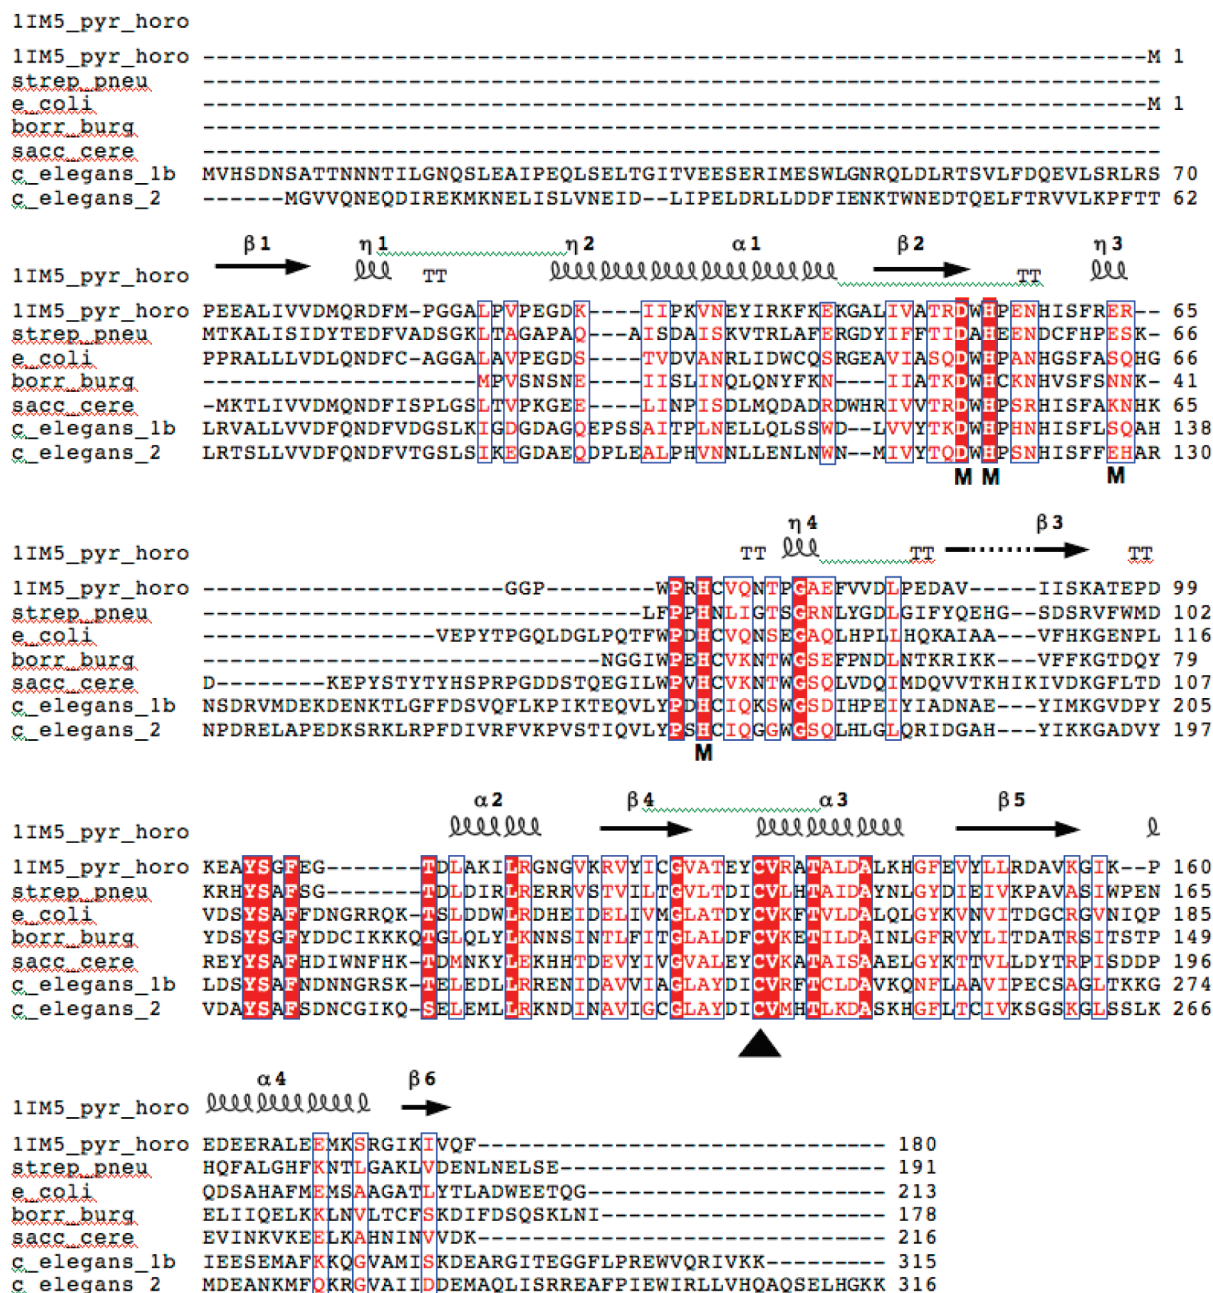 1IM5_pyr_horo
1IM5_pyr_horo ---------------------------------------------------------------------M 1
strep_pneu ----------------------------------------------------------------------
e_coli ---------------------------------------------------------------------M 1
borr_burg ----------------------------------------------------------------------
sacc_cere ----------------------------------------------------------------------
c_elegans_1b MVHSDNSATTNNNTILGNQSLEAIPEQLSELTGITVEESERIMESWLGNRQLDLRTSVLFDQEVLSRLRS 70
c_elegans_2 ------MGVVQNEQDIREKMKNELISLVNEID--LIPELDRLLDDFIENKTWNEDTQELFTRVVLKPFTT 62
β1 η1 η2 α1 β2 η3
1IM5_pyr_horo TT TT
1IM5_pyr_horo PEEALIVVDMQRDFM-PGGALPVPEGDK----IIPKVNEYIRKFKEKGALIVATRDWHPENHISFRER-- 65
strep_pneu MTKALISIDYTEDFVADSGKLTAGAPAQ---AISDAISKVTRLAFERGDYIFFTIDAHEENDCFHPESK- 66
e_coli PPRALLLVDLQNDFC-AGGALAVPEGDS----TVDVANRLIDWCQSRGEAVIASQDWHPANHGSFASQHG 66
borr_burg --------------------MPVSNSNE----IISLINQLQNYFKN---IIATKDWHCKNHVSFSNNK- 41
sacc_cere -MKTLIVVDMQNDFISPLGSLTVPKGEE----LINPISDLMQDADRDWHRIVVTRDWHPSRHISFAKNHK 65
c_elegans_1b LRVALLVVDFQNDFVDGSLKIGDGDAGQEPSSAITPLNELLQLSSWD--LVVYTKDWHPHNHISFLSQAH 138
c_elegans_2 LRTSLLVVDFQNDFVTGSLSIKEGDAEQDPLEALPHVNNLLENLNWN--MIVYTQDWHPSNHISFFEHAR 130
M M M
η4 β3
1IM5_pyr_horo TT TT TT
1IM5_pyr_horo ----------------------GGP--------WPRHCVQNTPGAEFVVDLPEDAV-----IISKATEPD 99
strep_pneu --------------------------------LFPPHNLIGTSGRNLYGDLGIFYQEHG--SDSRVFWMD 102
e_coli -----------------VEPYTPGQLDGLPQTFWPDHCVQNSEGAQLHPLLHQKAIAA---VFHKGENPL 116
borr_burg -----------------------------NGGIWPEHCVKNTWGSEFPNDLNTKRIKK---VFFKGTDQY 79
sacc_cere D--------KEPYSTYTYHSPRPGDDSTQEGILWPVHCVKNTWGSQLVDQIMDQVVTKHIKIVDKGFLTD 107
c_elegans_1b NSDRVMDEKDENKTLGFFDSVQFLKPIKTEQVLYPDHCIQKSWGSDIHPEIYIADNAE---YIMKGVDPY 205
c_elegans_2 NPDRELAPEDKSRKLRPFDIVRFVKPVSTIQVLYPSHCIQGGWGSQLHLGLQRIDGAH---YIKKGADVY 197
M
α2 β4 α3 β5
1IM5_pyr_horo
1IM5_pyr_horo KEAYSGFEG-------TDLAKILRGNGVKRVYICGVATEYCVRATALDALKHGFEVYLLRDAVKGIK--P 160
strep_pneu KRHYSAFSG-------TDLDIRLRERRVSTVILTGVLTDICVLHTAIDAYNLGYDIEIVKPAVASIWPEN 165
e_coli VDSYSAFFDNGRRQK-TSLDDWLRDHEIDELIVMGLATDYCVKFTVLDALQLGYKVNVITDGCRGVNIQP 185
borr_burg YDSYSGFYDDCIKKKQTGLQLYLKNNSINTLFITGLALDFCVKETILDAINLGFRVYLITDATRSITSTP 149
sacc_cere REYYSAFHDIWNFHK-TDMNKYLEKHHTDEVYIVGVALEYCVKATAISAAELGYKTTVLLDYTRPISDDP 196
c_elegans_1b LDSYSAFNDNNGRSK-TELEDLLRRENIDAVVIAGLAYDICVRFTCLDAVKQNFLAAVIPECSAGLTKKG 274
c_elegans_2 VDAYSAFSDNCGIKQ-SELEMLLRKNDINAVIGCGLAYDICVMHTLKDASKHGFLTCIVKSGSKGLSSLK 266
α4 β6
1IM5_pyr_horo
1IM5_pyr_horo EDEERALEEMKSRGIKIVQF------------------------------ 180
strep_pneu HQFALGHFKNTLGAKLVDENLNELSE------------------------ 191
e_coli QDSAHAFMEMSAAGATLYTLADWEETQG---------------------- 213
borr_burg ELIIQELKKLNVLTCFSKDIFDSQSKLNI--------------------- 178
sacc_cere EVINKVKEELKAHNINVVDK------------------------------ 216
c_elegans_1b IEESEMAFKKQGVAMISKDEARGITEGGFLPREWVQRIVKK--------- 315
c_elegans_2 MDEANKMFQKRGVAIIDDEMAQLISRREAFPIEWIRLLVHQAQSELHGKK 316